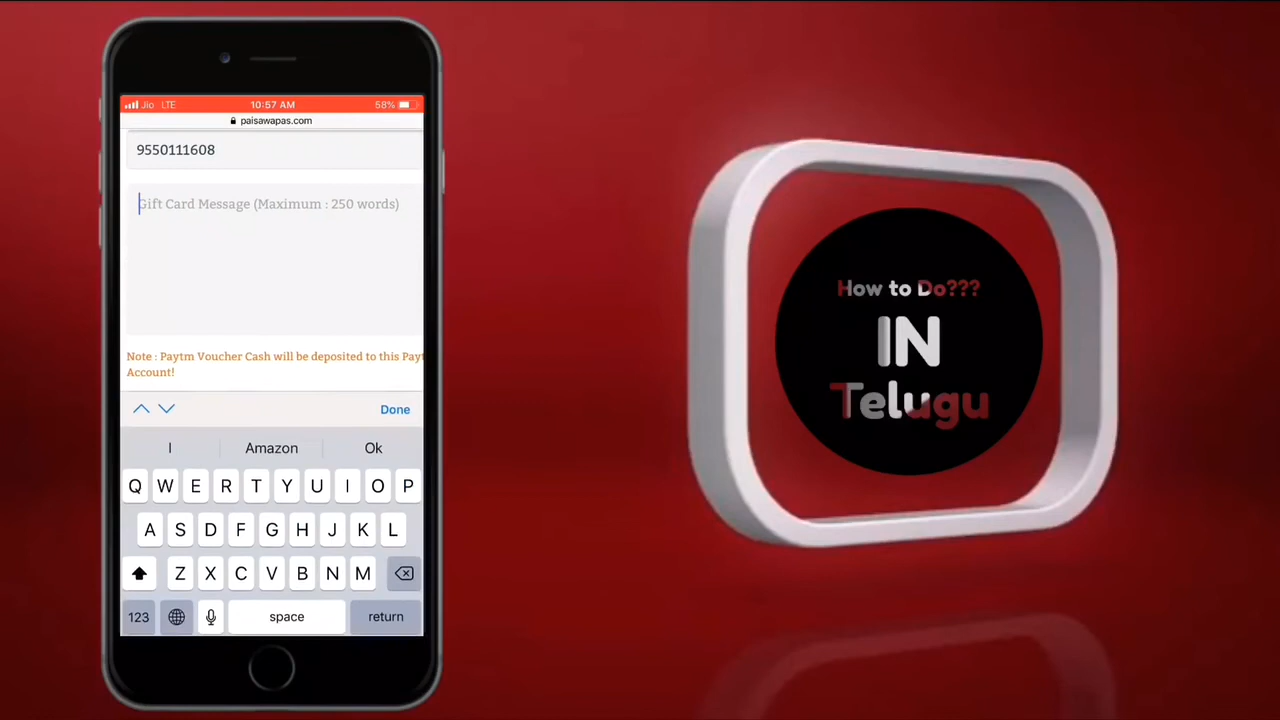 Jio LTE 10:57 AM 58%
paisawapas.com
9550111608
Gift Card Message (Maximum : 250 words)
Note : Paytm Voucher Cash will be deposited to this Payt
Account!
Done
I Amazon Ok
Q W E R T Y U I O P
A S D F G H J K L
Z X C V B N M
123 space return
How to Do???
IN
Telugu